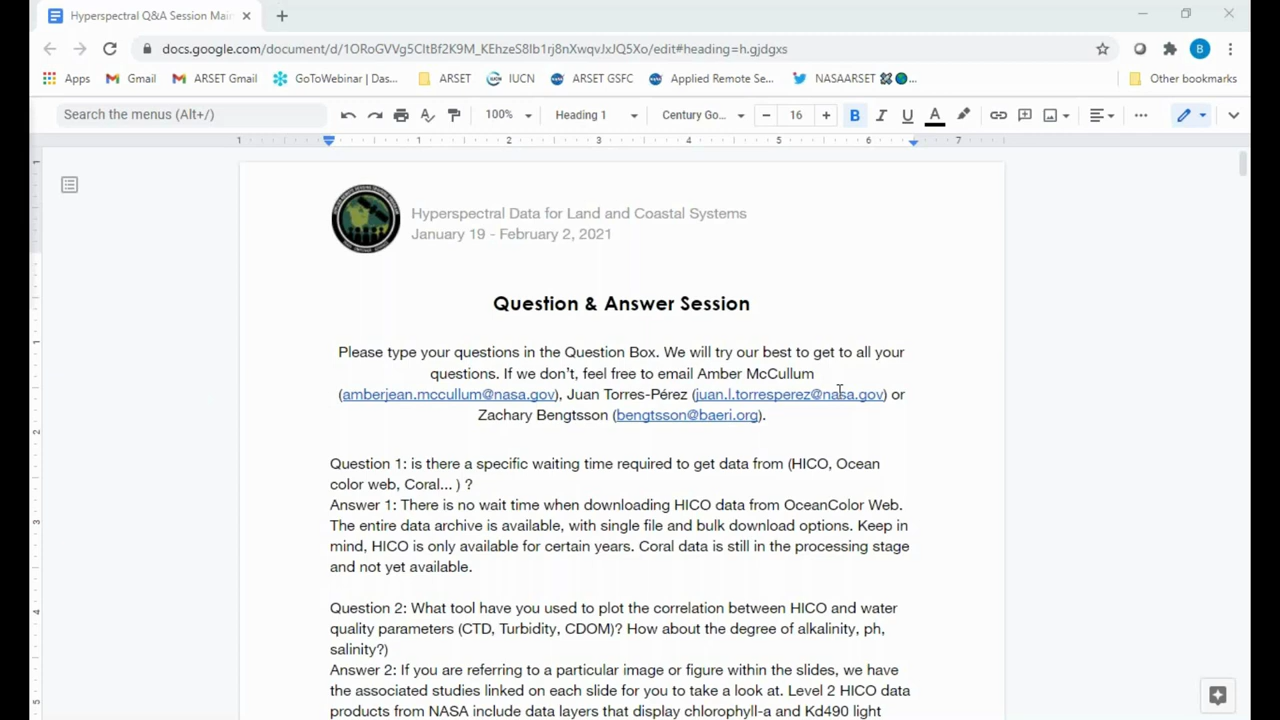 Hyperspectral Q&A Session Main
docs.google.com/document/d/1ORoGVVg5CItBf2K9M_KEhzeS8Ib1rj8nXwqvJxJQ5Xo/edit#heading=h.gjdgxs
B
Apps
Gmail
ARSET Gmail
GoToWebinar | Das...
ARSET
IUCN
ARSET GSFC
Applied Remote Se...
NASAARSET
Other bookmarks
Search the menus (Alt+/)
100%
Heading 1
Century Go...
16
B
I
U
A
1 1 2 3 4 5 6 7
Hyperspectral Data for Land and Coastal Systems
January 19 - February 2, 2021
Question & Answer Session
Please type your questions in the Question Box. We will try our best to get to all your
questions. If we don't, feel free to email Amber McCullum
(amberjean.mccullum@nasa.gov), Juan Torres-Pérez (juan.l.torresperez@nasa.gov) or
Zachary Bengtsson (bengtsson@baeri.org).
Question 1: is there a specific waiting time required to get data from (HICO, Ocean
color web, Coral... ) ?
Answer 1: There is no wait time when downloading HICO data from OceanColor Web.
The entire data archive is available, with single file and bulk download options. Keep in
mind, HICO is only available for certain years. Coral data is still in the processing stage
and not yet available.
Question 2: What tool have you used to plot the correlation between HICO and water
quality parameters (CTD, Turbidity, CDOM)? How about the degree of alkalinity, ph,
salinity?)
Answer 2: If you are referring to a particular image or figure within the slides, we have
the associated studies linked on each slide for you to take a look at. Level 2 HICO data
products from NASA include data layers that display chlorophyll-a and Kd490 light